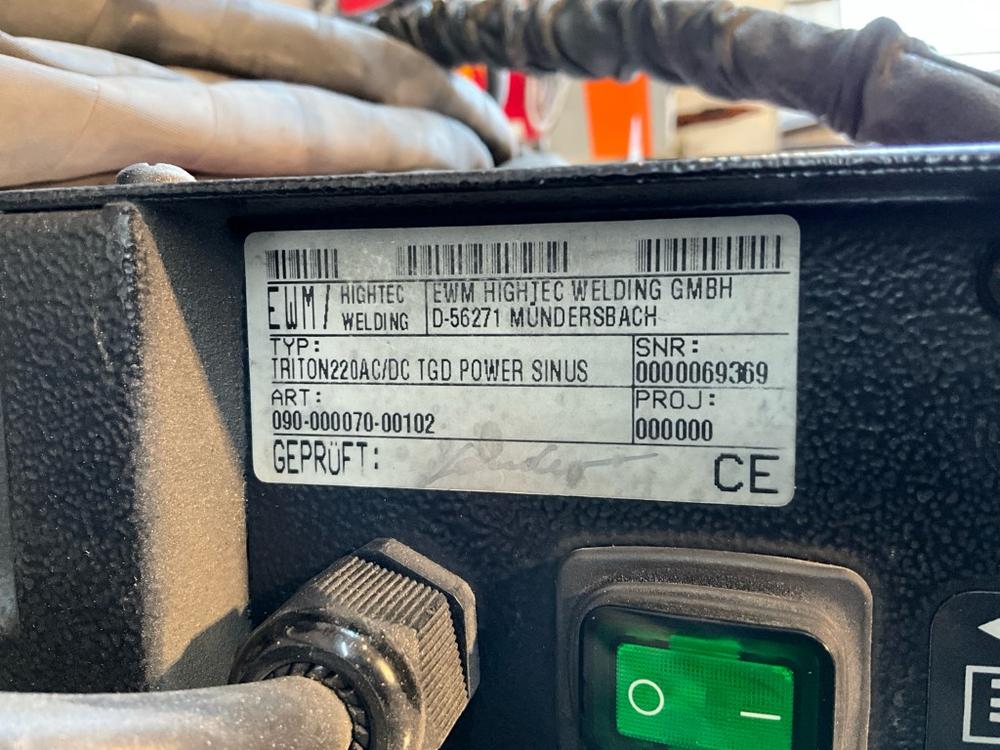 EWM/ HIGHTEC WELDING
EWM HIGHTEC WELDING GMBH
D-56271 MÜNDERSBACH
TYP:
TRITON220AC/DC TGD POWER SINUS
SNR:
0000069369
ART:
090-000070-00102
PROJ:
000000
GEPRÜFT:
CE
O I